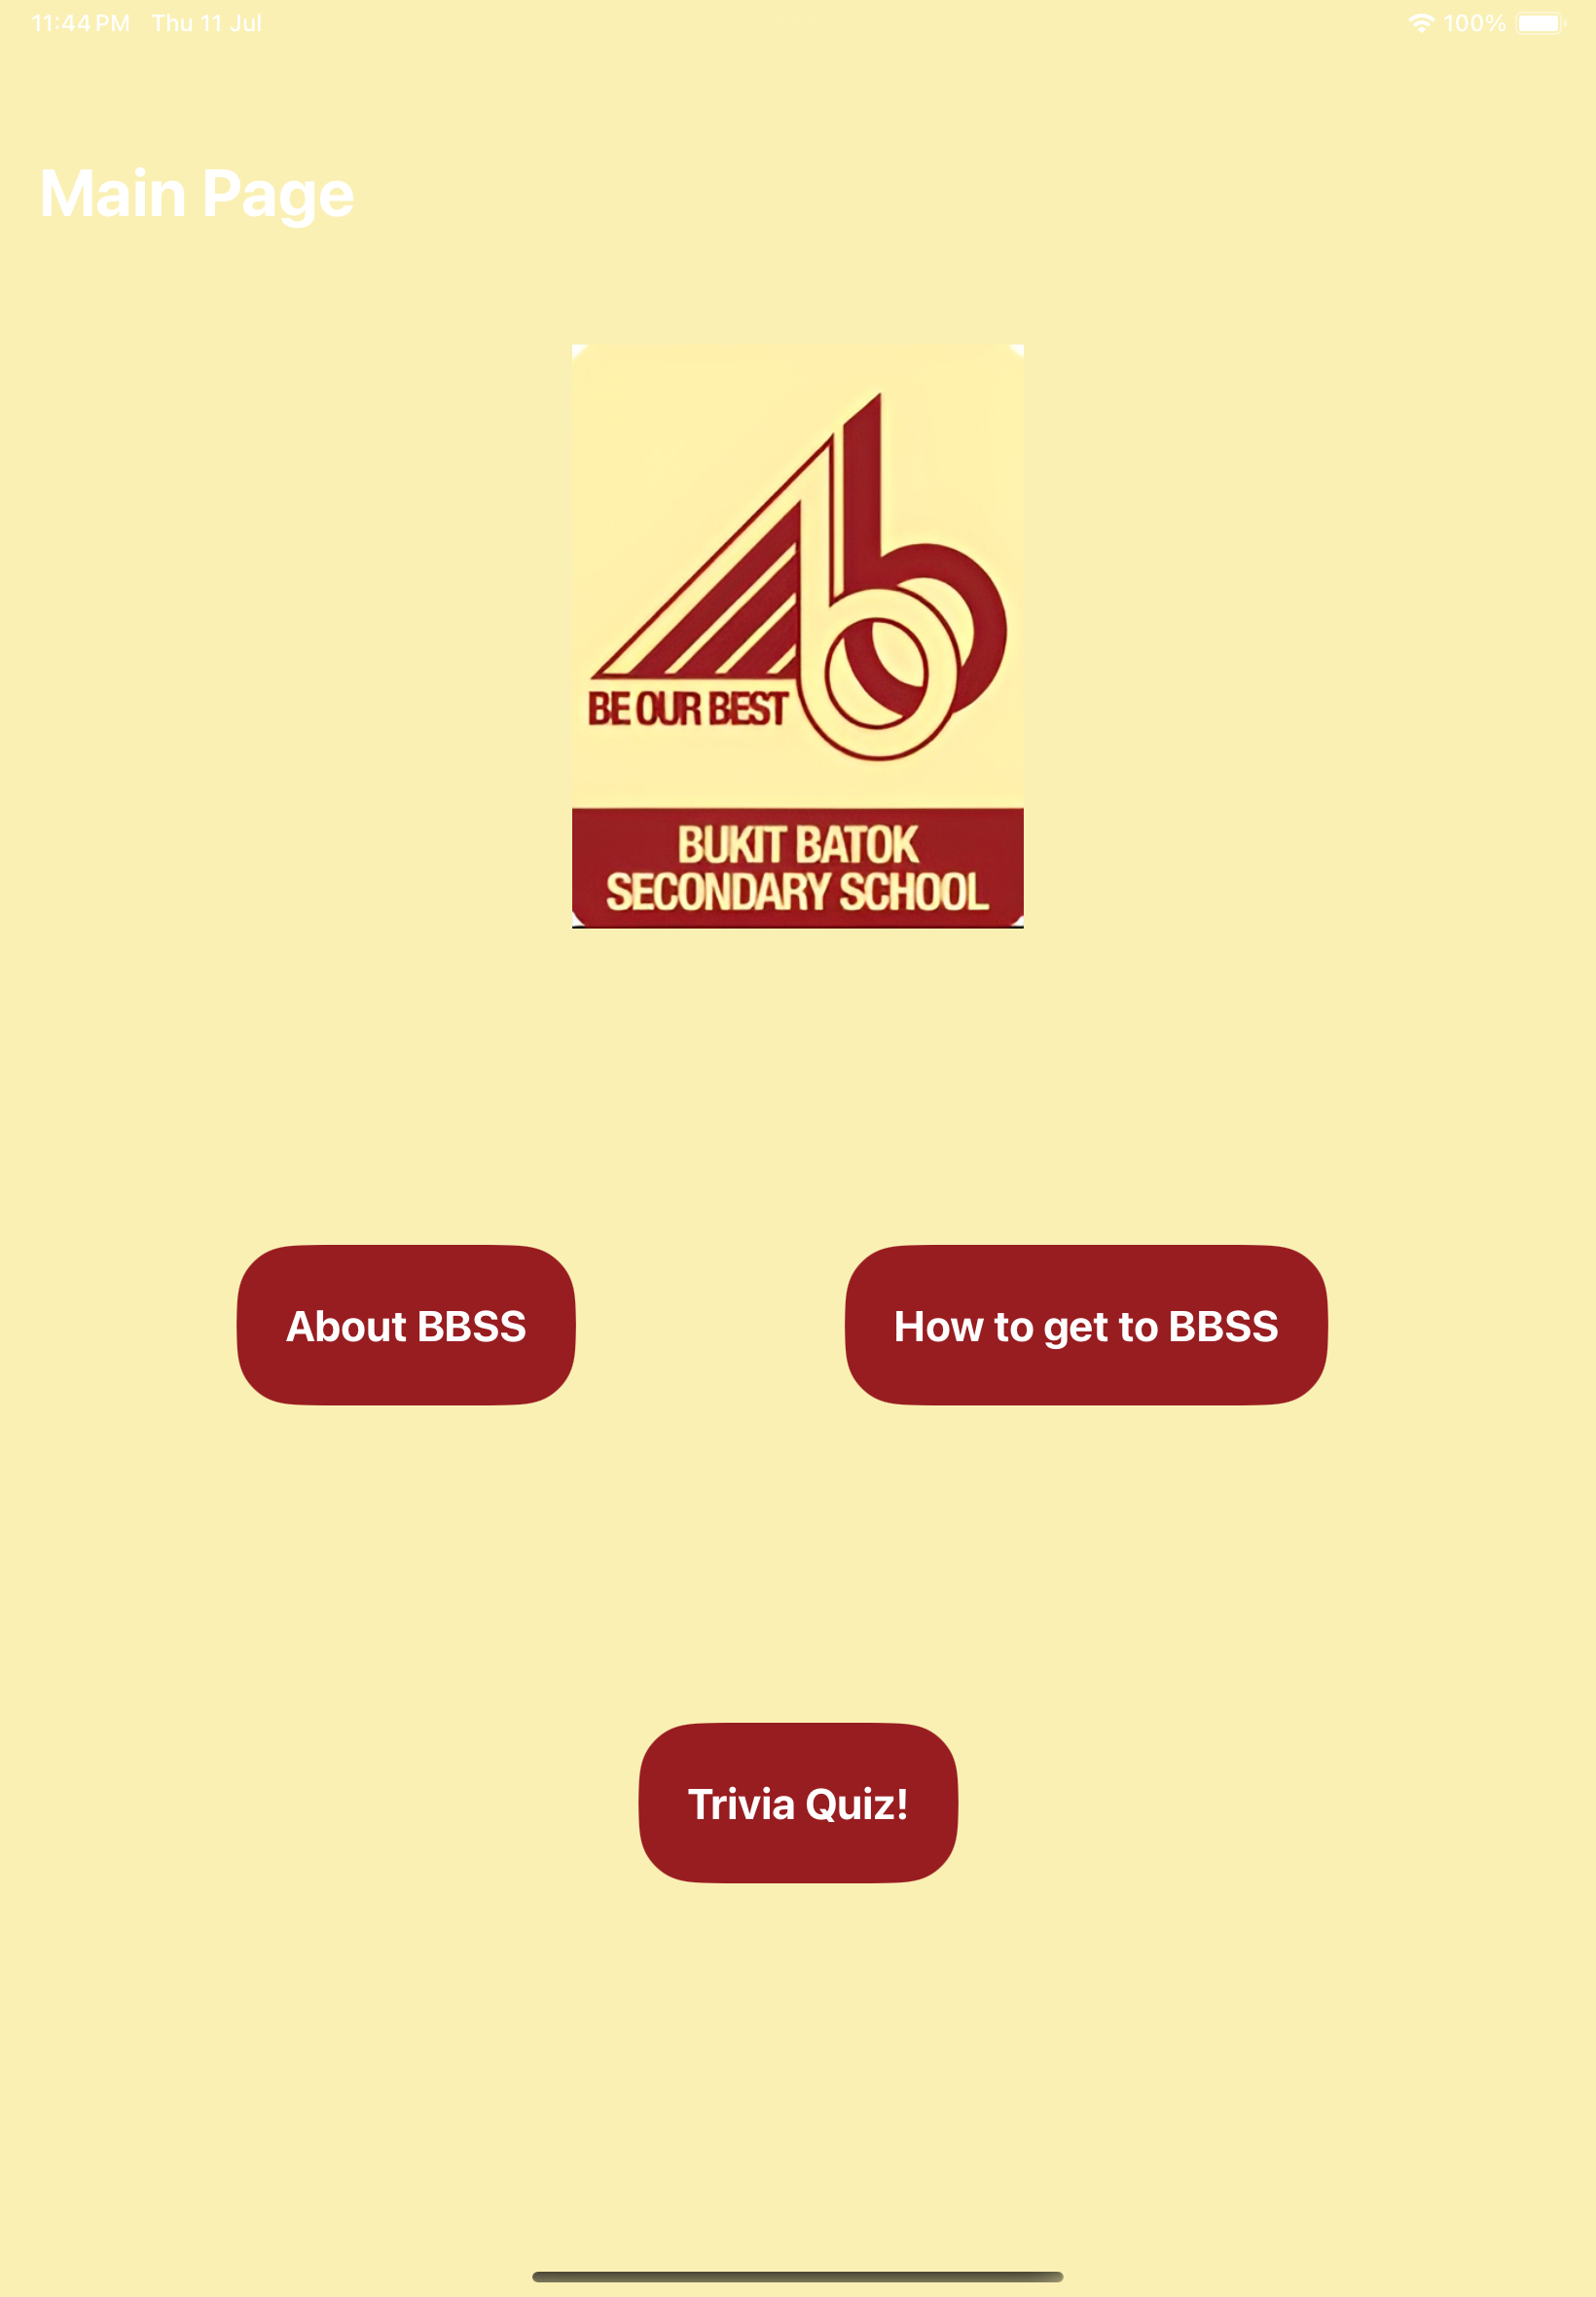 11:44 PM Thu 11 Jul 100%
Main Page
BE OUR BEST
BUKIT BATOK
SECONDARY SCHOOL
About BBSS
How to get to BBSS
Trivia Quiz!